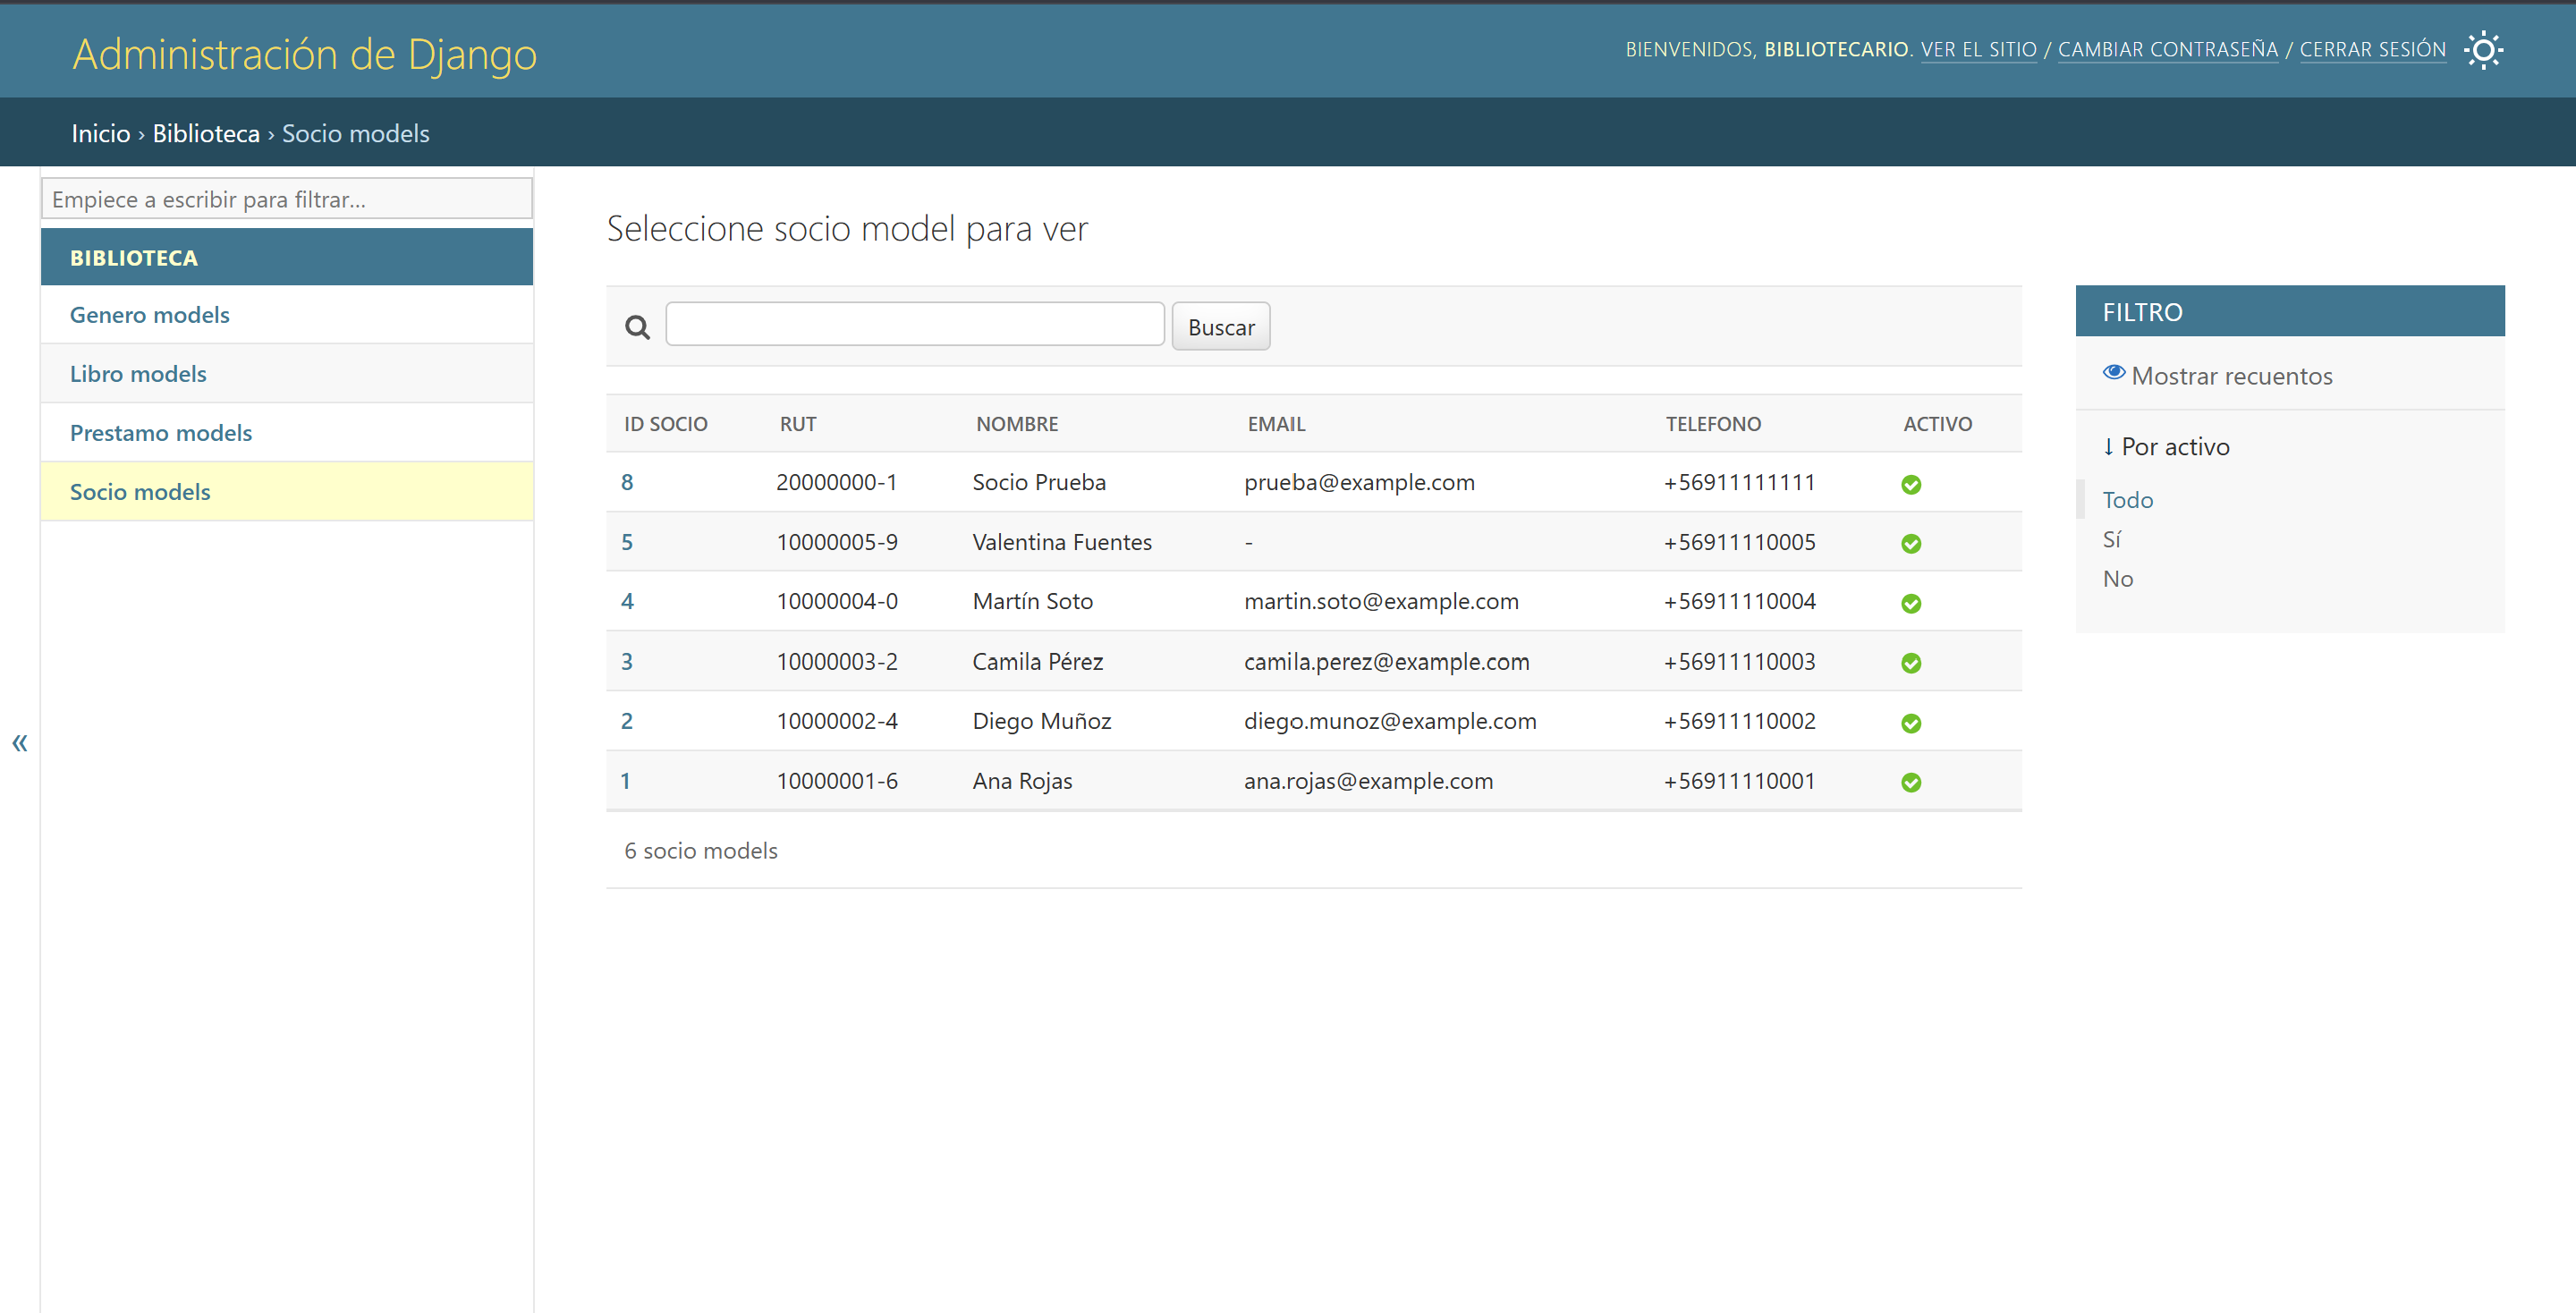 Administración de Django
BIENVENIDOS, BIBLIOTECARIO. VER EL SITIO / CAMBIAR CONTRASEÑA / CERRAR SESIÓN
Inicio › Biblioteca › Socio models
Empiece a escribir para filtrar...
BIBLIOTECA
Genero models
Libro models
Prestamo models
Socio models
«
Seleccione socio model para ver
Buscar
ID SOCIO RUT NOMBRE EMAIL TELEFONO ACTIVO
8 20000000-1 Socio Prueba prueba@example.com +56911111111
5 10000005-9 Valentina Fuentes - +56911110005
4 10000004-0 Martín Soto martin.soto@example.com +56911110004
3 10000003-2 Camila Pérez camila.perez@example.com +56911110003
2 10000002-4 Diego Muñoz diego.munoz@example.com +56911110002
1 10000001-6 Ana Rojas ana.rojas@example.com +56911110001
6 socio models
FILTRO
Mostrar recuentos
↓ Por activo
Todo
Sí
No